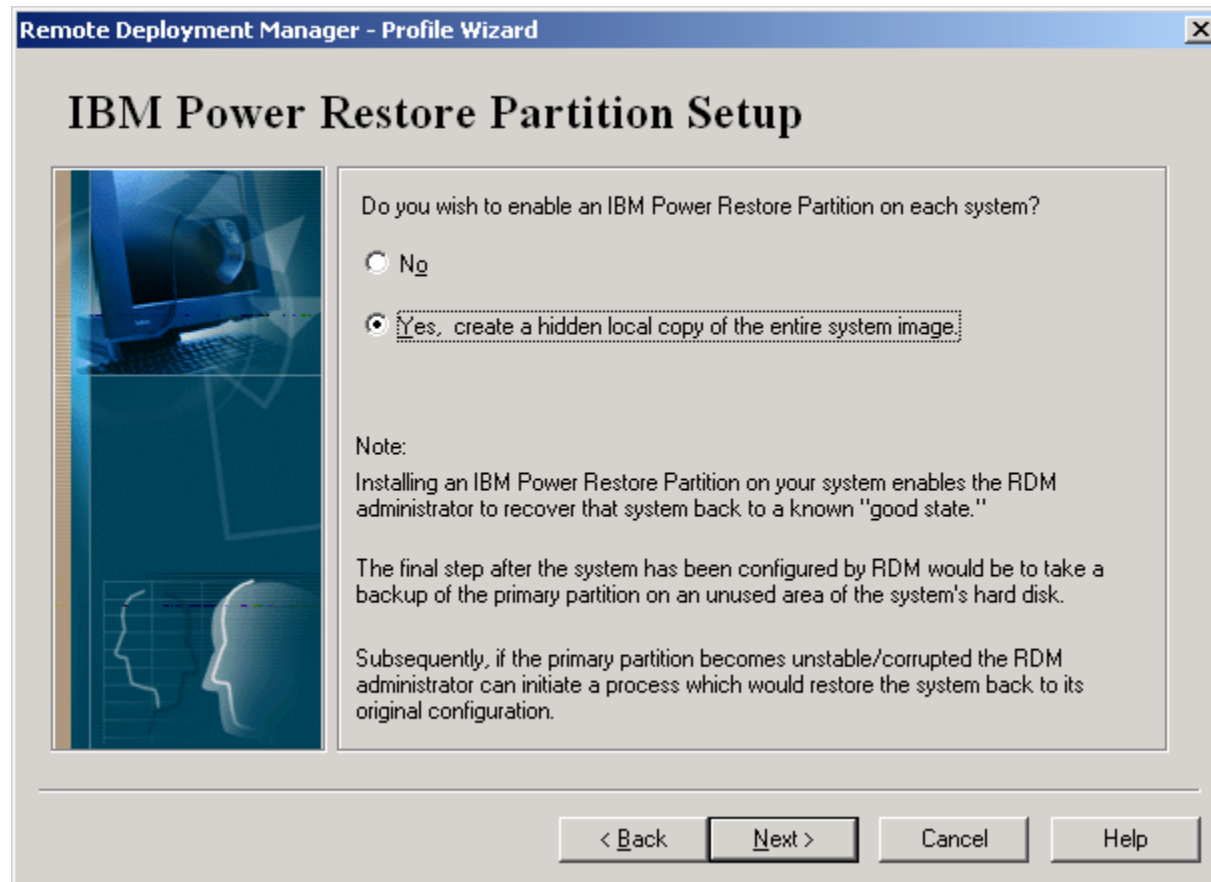 Remote Deployment Manager - Profile Wizard
IBM Power Restore Partition Setup
Do you wish to enable an IBM Power Restore Partition on each system?
No
Yes, create a hidden local copy of the entire system image.
Note:
Installing an IBM Power Restore Partition on your system enables the RDM
administrator to recover that system back to a known "good state."
The final step after the system has been configured by RDM would be to take a
backup of the primary partition on an unused area of the system's hard disk.
Subsequently, if the primary partition becomes unstable/corrupted the RDM
administrator can initiate a process which would restore the system back to its
original configuration.
< Back
Next >
Cancel
Help